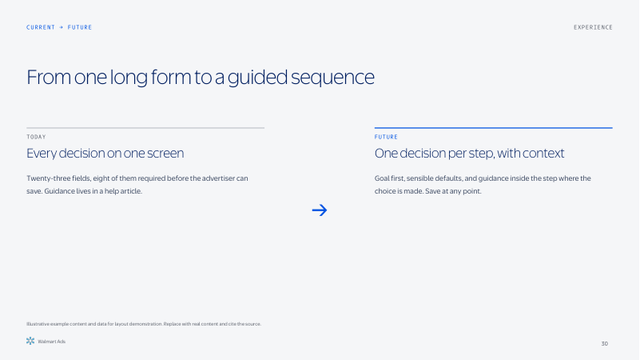 CURRENT → FUTURE
EXPERIENCE
From one long form to a guided sequence
TODAY
Every decision on one screen
Twenty-three fields, eight of them required before the advertiser can
save. Guidance lives in a help article.
→
FUTURE
One decision per step, with context
Goal first, sensible defaults, and guidance inside the step where the
choice is made. Save at any point.
Illustrative example content and data for layout demonstration. Replace with real content and cite the source.
Walmart Ads
30